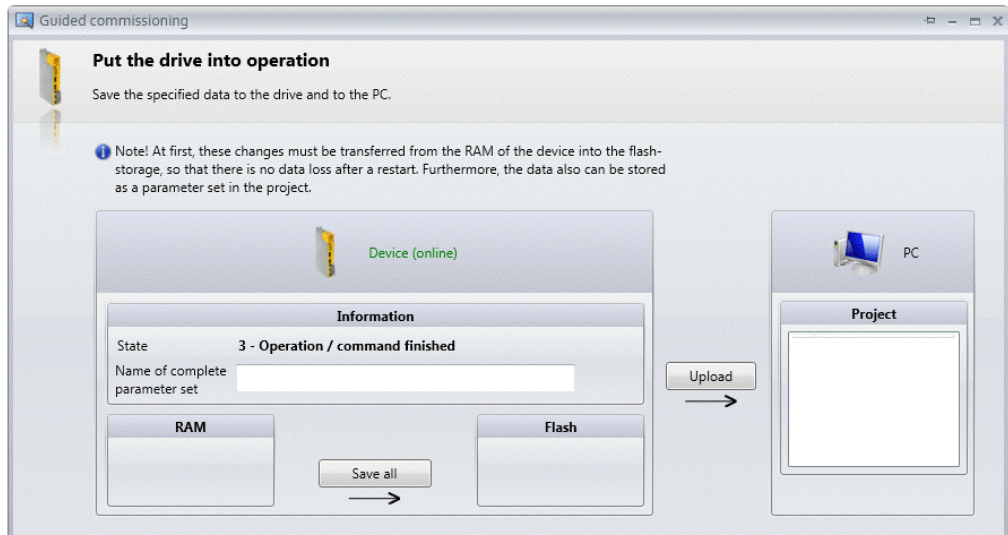 Guided commissioning
Put the drive into operation
Save the specified data to the drive and to the PC.
Note! At first, these changes must be transferred from the RAM of the device into the flash-
storage, so that there is no data loss after a restart. Furthermore, the data also can be stored
as a parameter set in the project.
Device (online)
PC
Information
Project
State 3 - Operation / command finished
Name of complete
parameter set
Upload
RAM
Flash
Save all